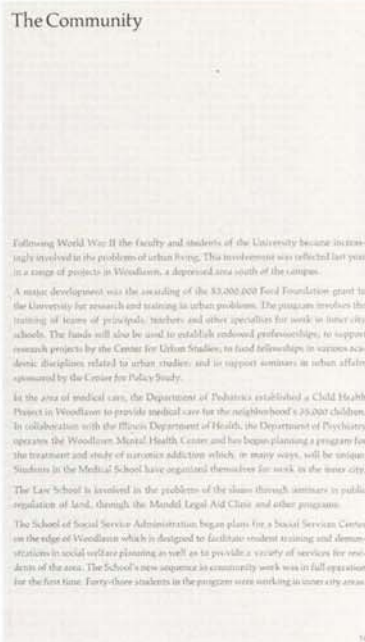 The Community
Following World War II the faculty and students of the University became increas-
ingly involved in the problems of urban living. This involvement was reflected last year
in a range of projects in Woodlawn, a depressed area south of the campus.
A major development was the awarding of the $3,000,000 Ford Foundation grant to
the University for research and training in urban problems. The program involves the
training of teams of principals, teachers and other specialists for work in inner city
schools. The funds will also be used to establish endowed professorships, to support
research projects by the Center for Urban Studies, to fund fellowships in various aca-
demic disciplines related to urban studies, and to support seminars in urban affairs
sponsored by the Center for Policy Study.
In the area of medical care, the Department of Pediatrics established a Child Health
Project in Woodlawn to provide medical care for the neighborhood's children.
In collaboration with the Illinois Department of Health, the Department of Psychiatry
operates the Woodlawn Mental Health Center and has begun planning a program for
the treatment and study of narcotics addiction which, in many ways, will be unique.
Students in the Medical School have organized themselves for work in the inner city.
The Law School is involved in the problems of the slums through seminars in public
regulation of land, through the Mandel Legal Aid Clinic and other programs.
The School of Social Service Administration began plans for a Social Services Center
on the edge of Woodlawn which is designed to facilitate student training and demon-
strations in social welfare planning as well as to provide a variety of services for resi-
dents of the area. The School's new sequence in community work was in full operation
for the first time. Forty-three students in the program were working in inner city areas.